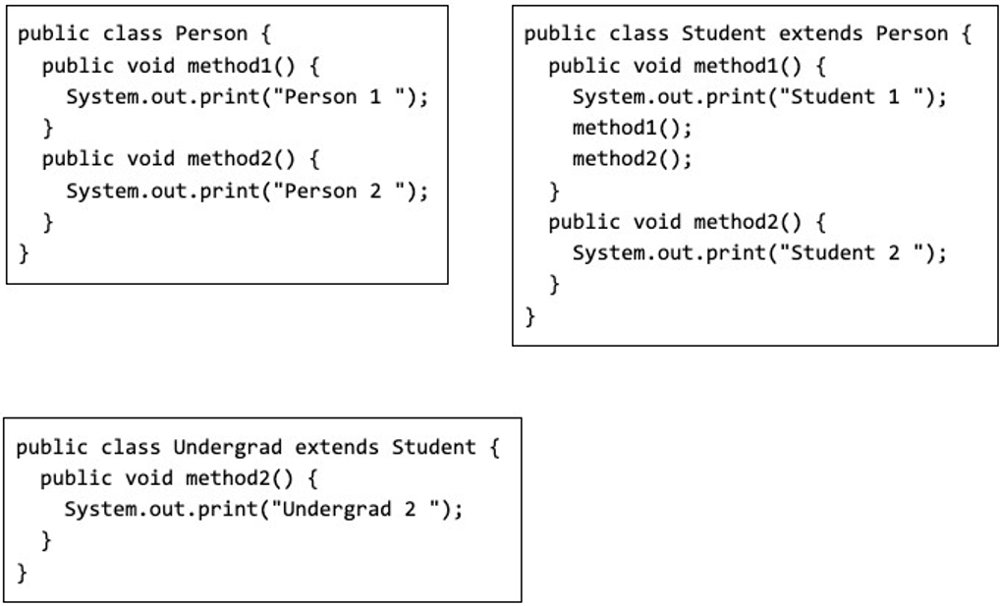 public class Person {
  public void method1() {
    System.out.print("Person 1 ");
  }
  public void method2() {
    System.out.print("Person 2 ");
  }
}
public class Student extends Person {
  public void method1() {
    System.out.print("Student 1 ");
    method1();
    method2();
  }
  public void method2() {
    System.out.print("Student 2 ");
  }
}
public class Undergrad extends Student {
  public void method2() {
    System.out.print("Undergrad 2 ");
  }
}